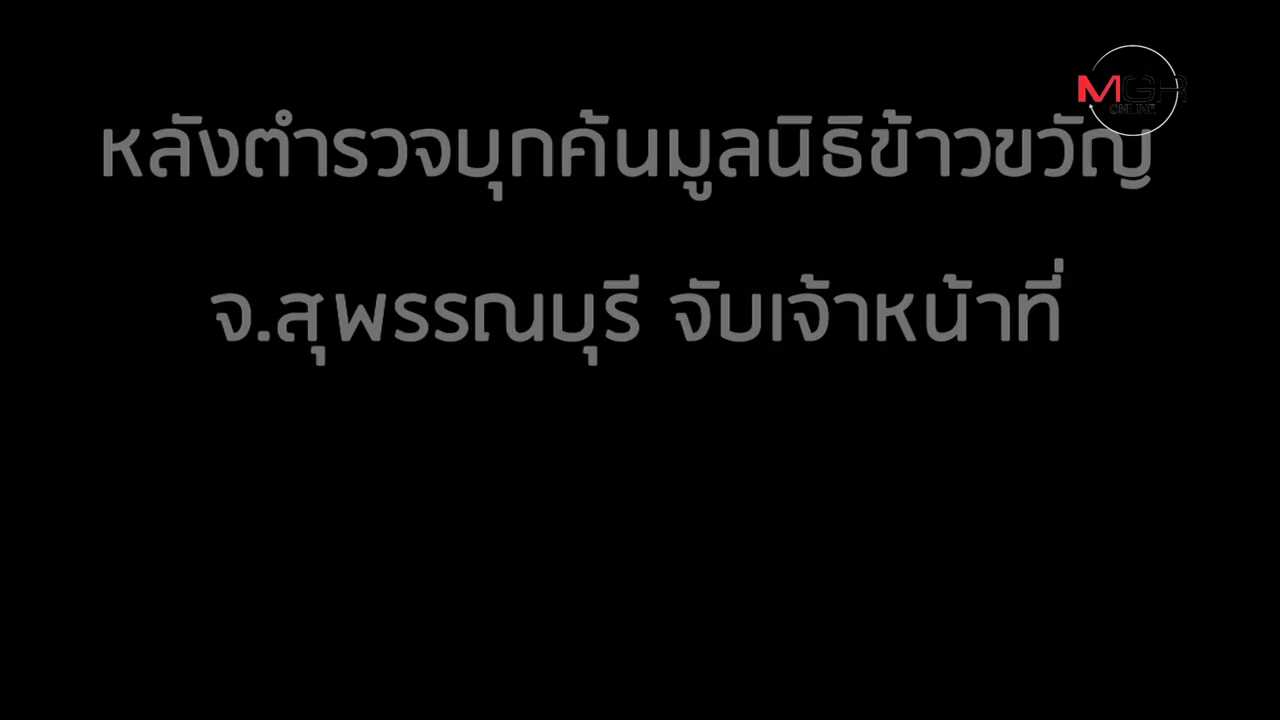 MGR
ONLINE
หลังตำรวจบุกค้นมูลนิธิข้าวขวัญ
จ.สุพรรณบุรี จับเจ้าหน้าที่